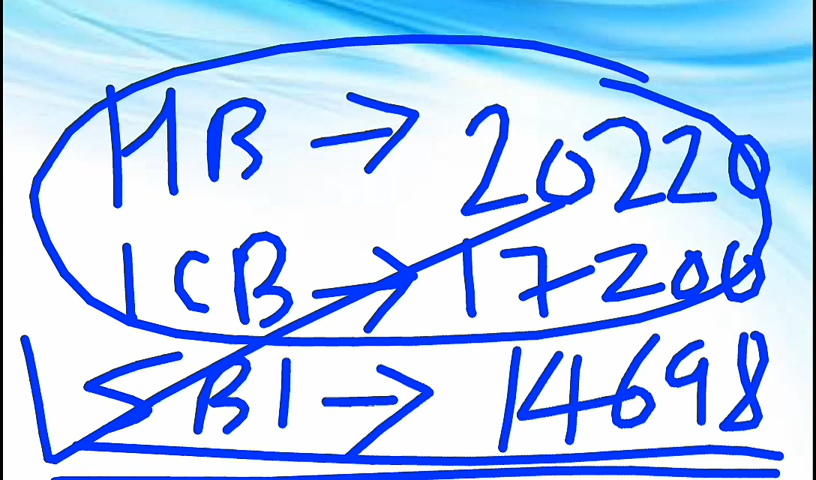 HB → 20220
ICB → 17200
SBI → 14698